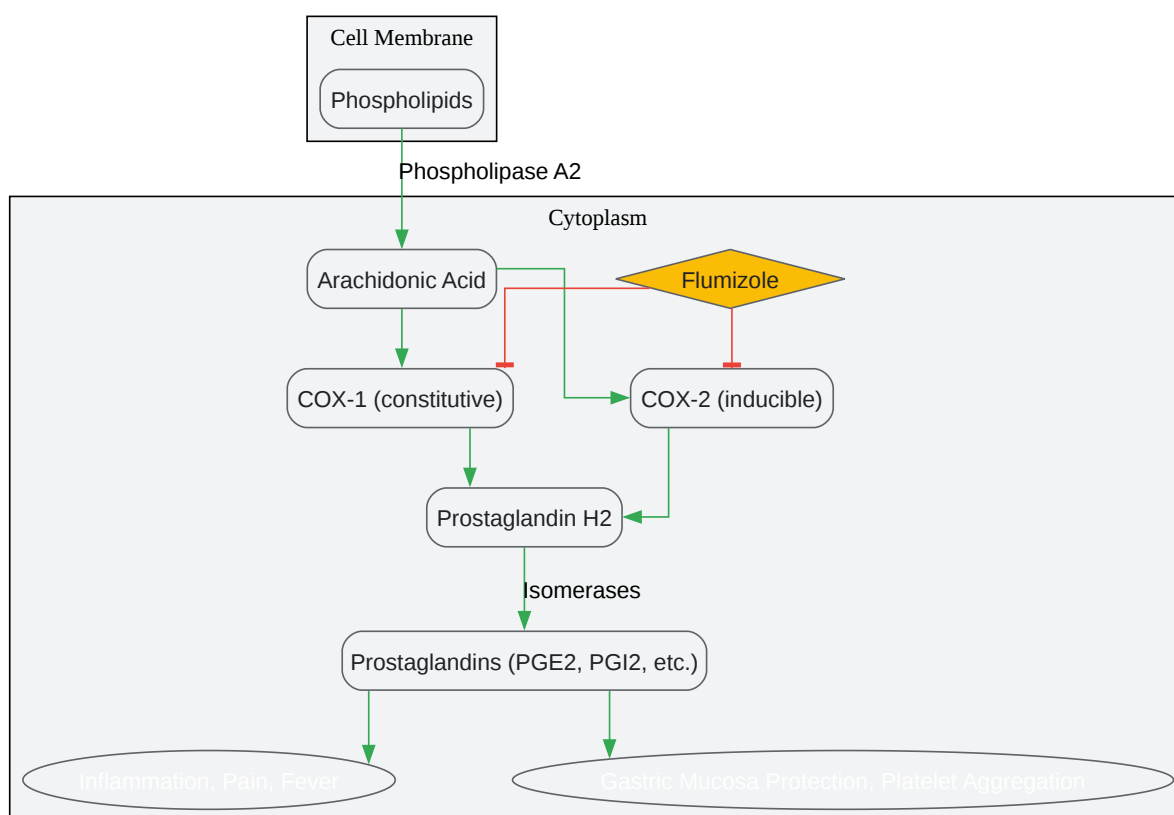 Cell Membrane
Phospholipids
Phospholipase A2
Cytoplasm
Arachidonic Acid
Flumizole
COX-1 (constitutive)
COX-2 (inducible)
Prostaglandin H2
Isomerases
Prostaglandins (PGE2, PGI2, etc.)
Inflammation, Pain, Fever
Gastric Mucosa Protection, Platelet Aggregation